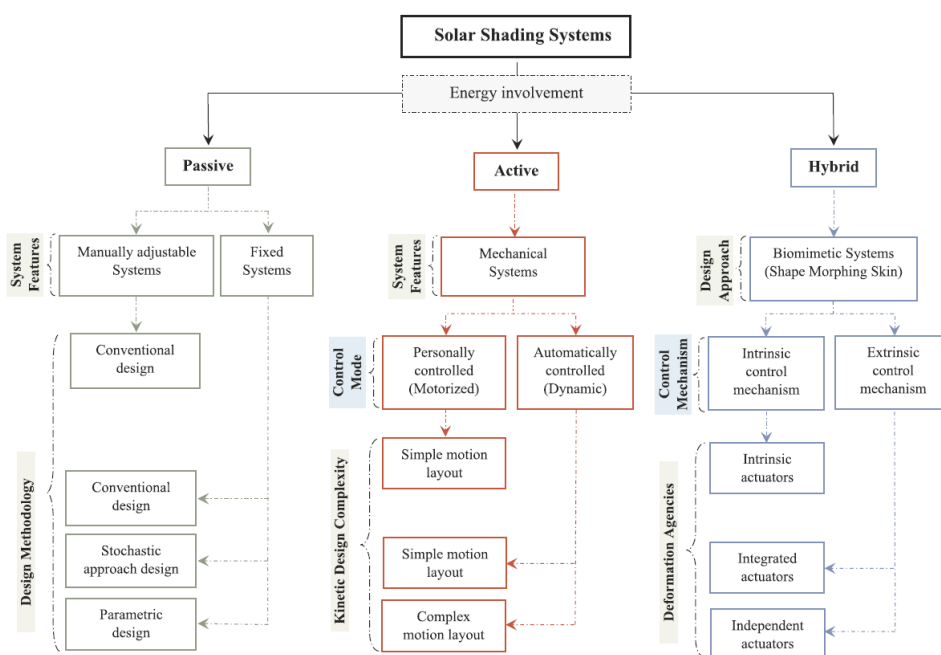 Solar Shading Systems
Energy involvement
Passive
Active
Hybrid
System
Features
Manually adjustable
Systems
Fixed
Systems
System
Features
Mechanical
Systems
Design
Approach
Biomimetic Systems
(Shape Morphing Skin)
Conventional
design
Control
Mode
Personally
controlled
(Motorized)
Automatically
controlled
(Dynamic)
Control
Mechanism
Intrinsic
control
mechanism
Extrinsic
control
mechanism
Design Methodology
Conventional
design
Stochastic
approach design
Parametric
design
Kinetic Design Complexity
Simple motion
layout
Simple motion
layout
Complex
motion layout
Deformation Agencies
Intrinsic
actuators
Integrated
actuators
Independent
actuators